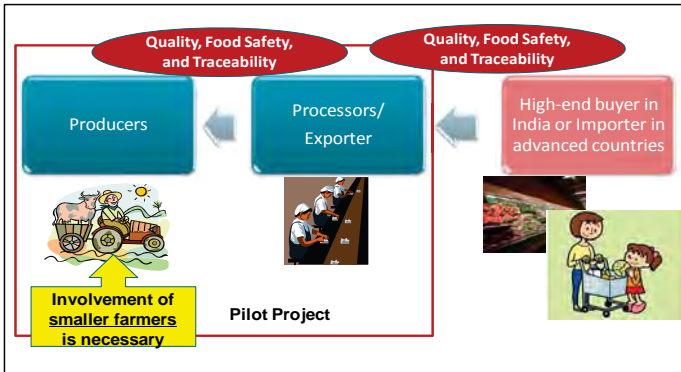 Quality, Food Safety,
and Traceability
Quality, Food Safety,
and Traceability
Producers
Processors/
Exporter
High-end buyer in
India or Importer in
advanced countries
Involvement of
smaller farmers
is necessary
Pilot Project